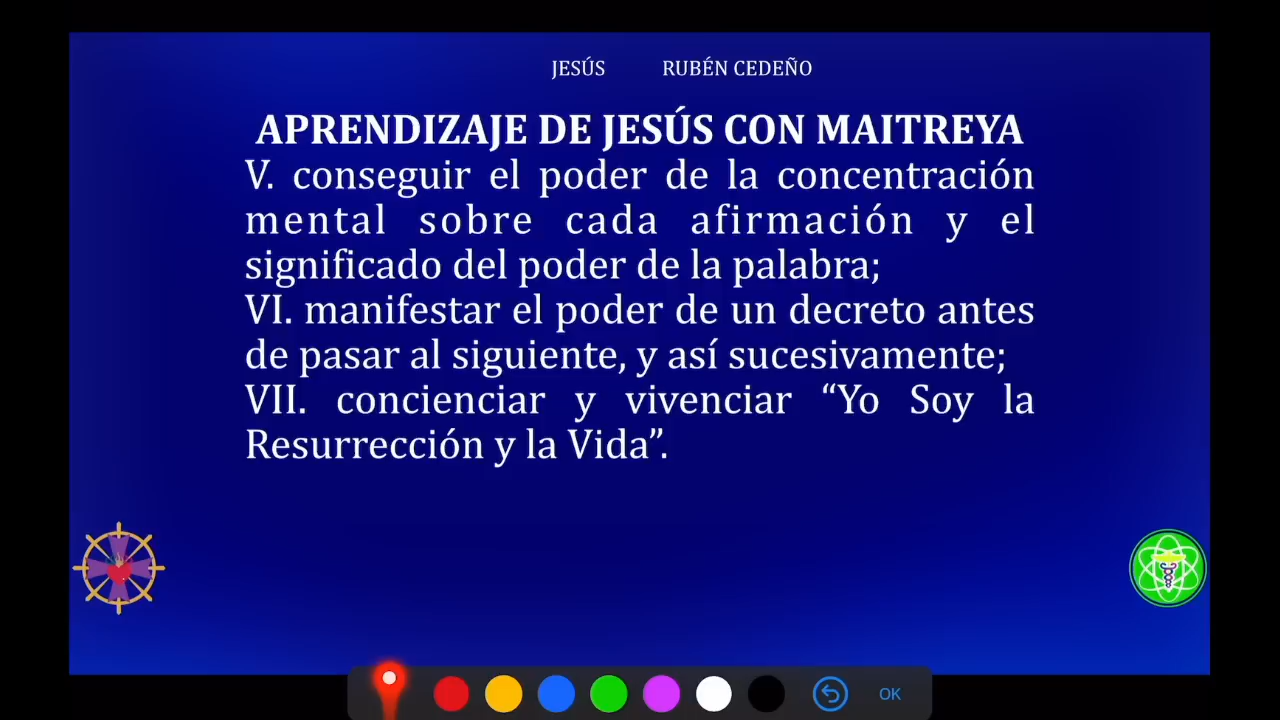 JESÚS RUBÉN CEDEÑO
APRENDIZAJE DE JESÚS CON MAITREYA
V. conseguir el poder de la concentración
mental sobre cada afirmación y el
significado del poder de la palabra;
VI. manifestar el poder de un decreto antes
de pasar al siguiente, y así sucesivamente;
VII. concienciar y vivenciar “Yo Soy la
Resurrección y la Vida”.
OK